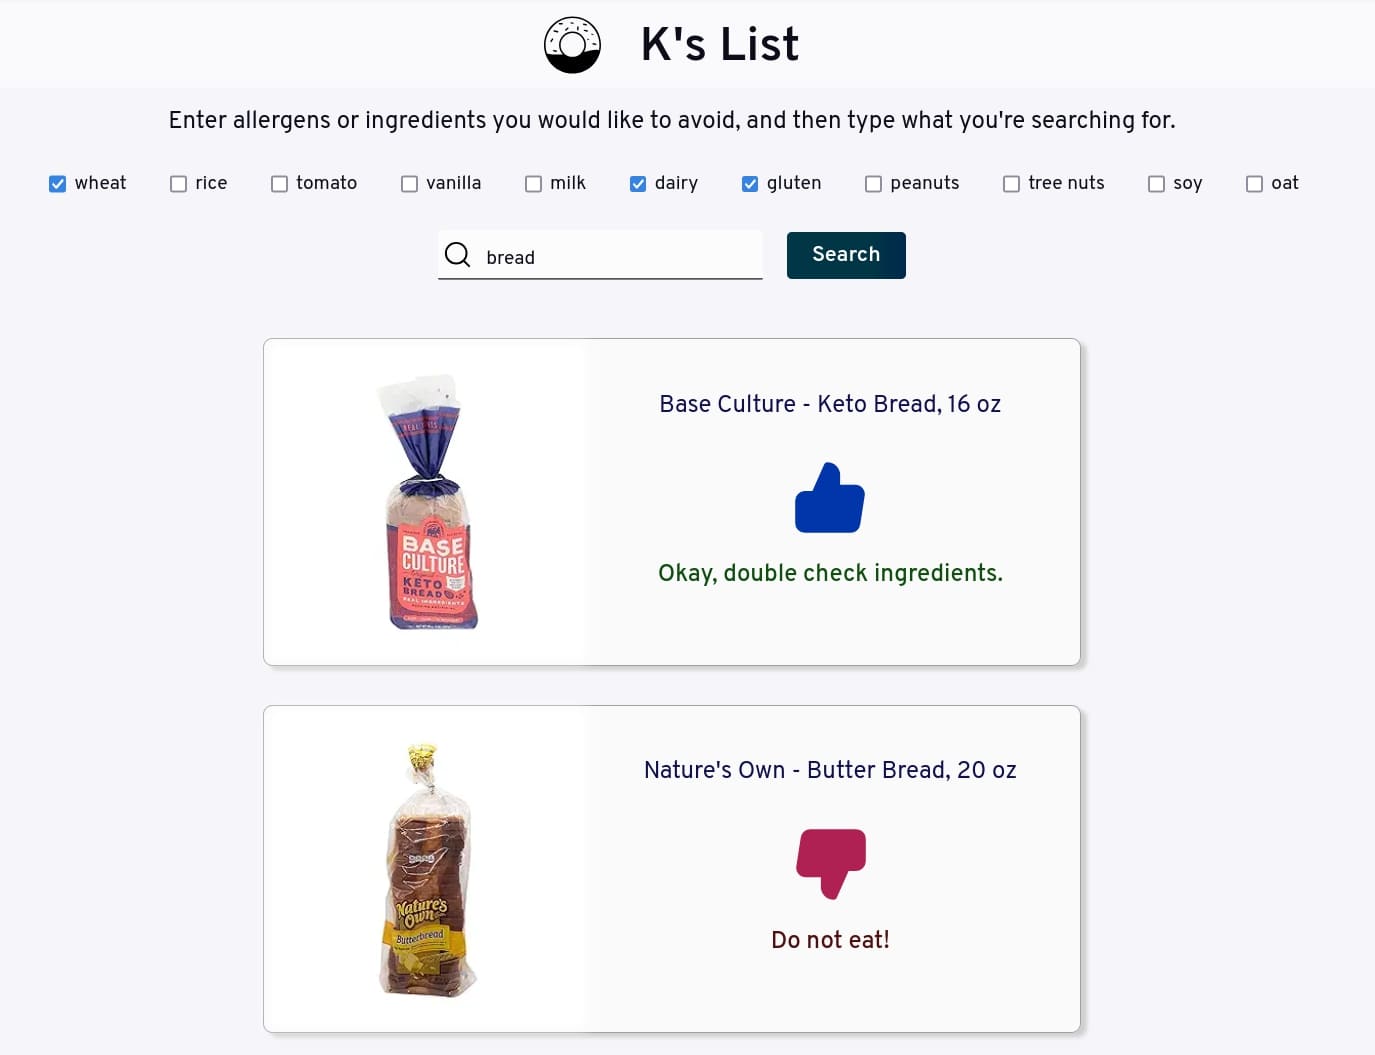 K's List
Enter allergens or ingredients you would like to avoid, and then type what you're searching for.
wheat rice tomato vanilla milk dairy gluten peanuts tree nuts soy oat
bread Search
Base Culture - Keto Bread, 16 oz
BASE
CULTURE
KETO
BREAD
REAL INGREDIENTS
Okay, double check ingredients.
Nature's Own - Butter Bread, 20 oz
Nature's
Own
Butterbread
Do not eat!